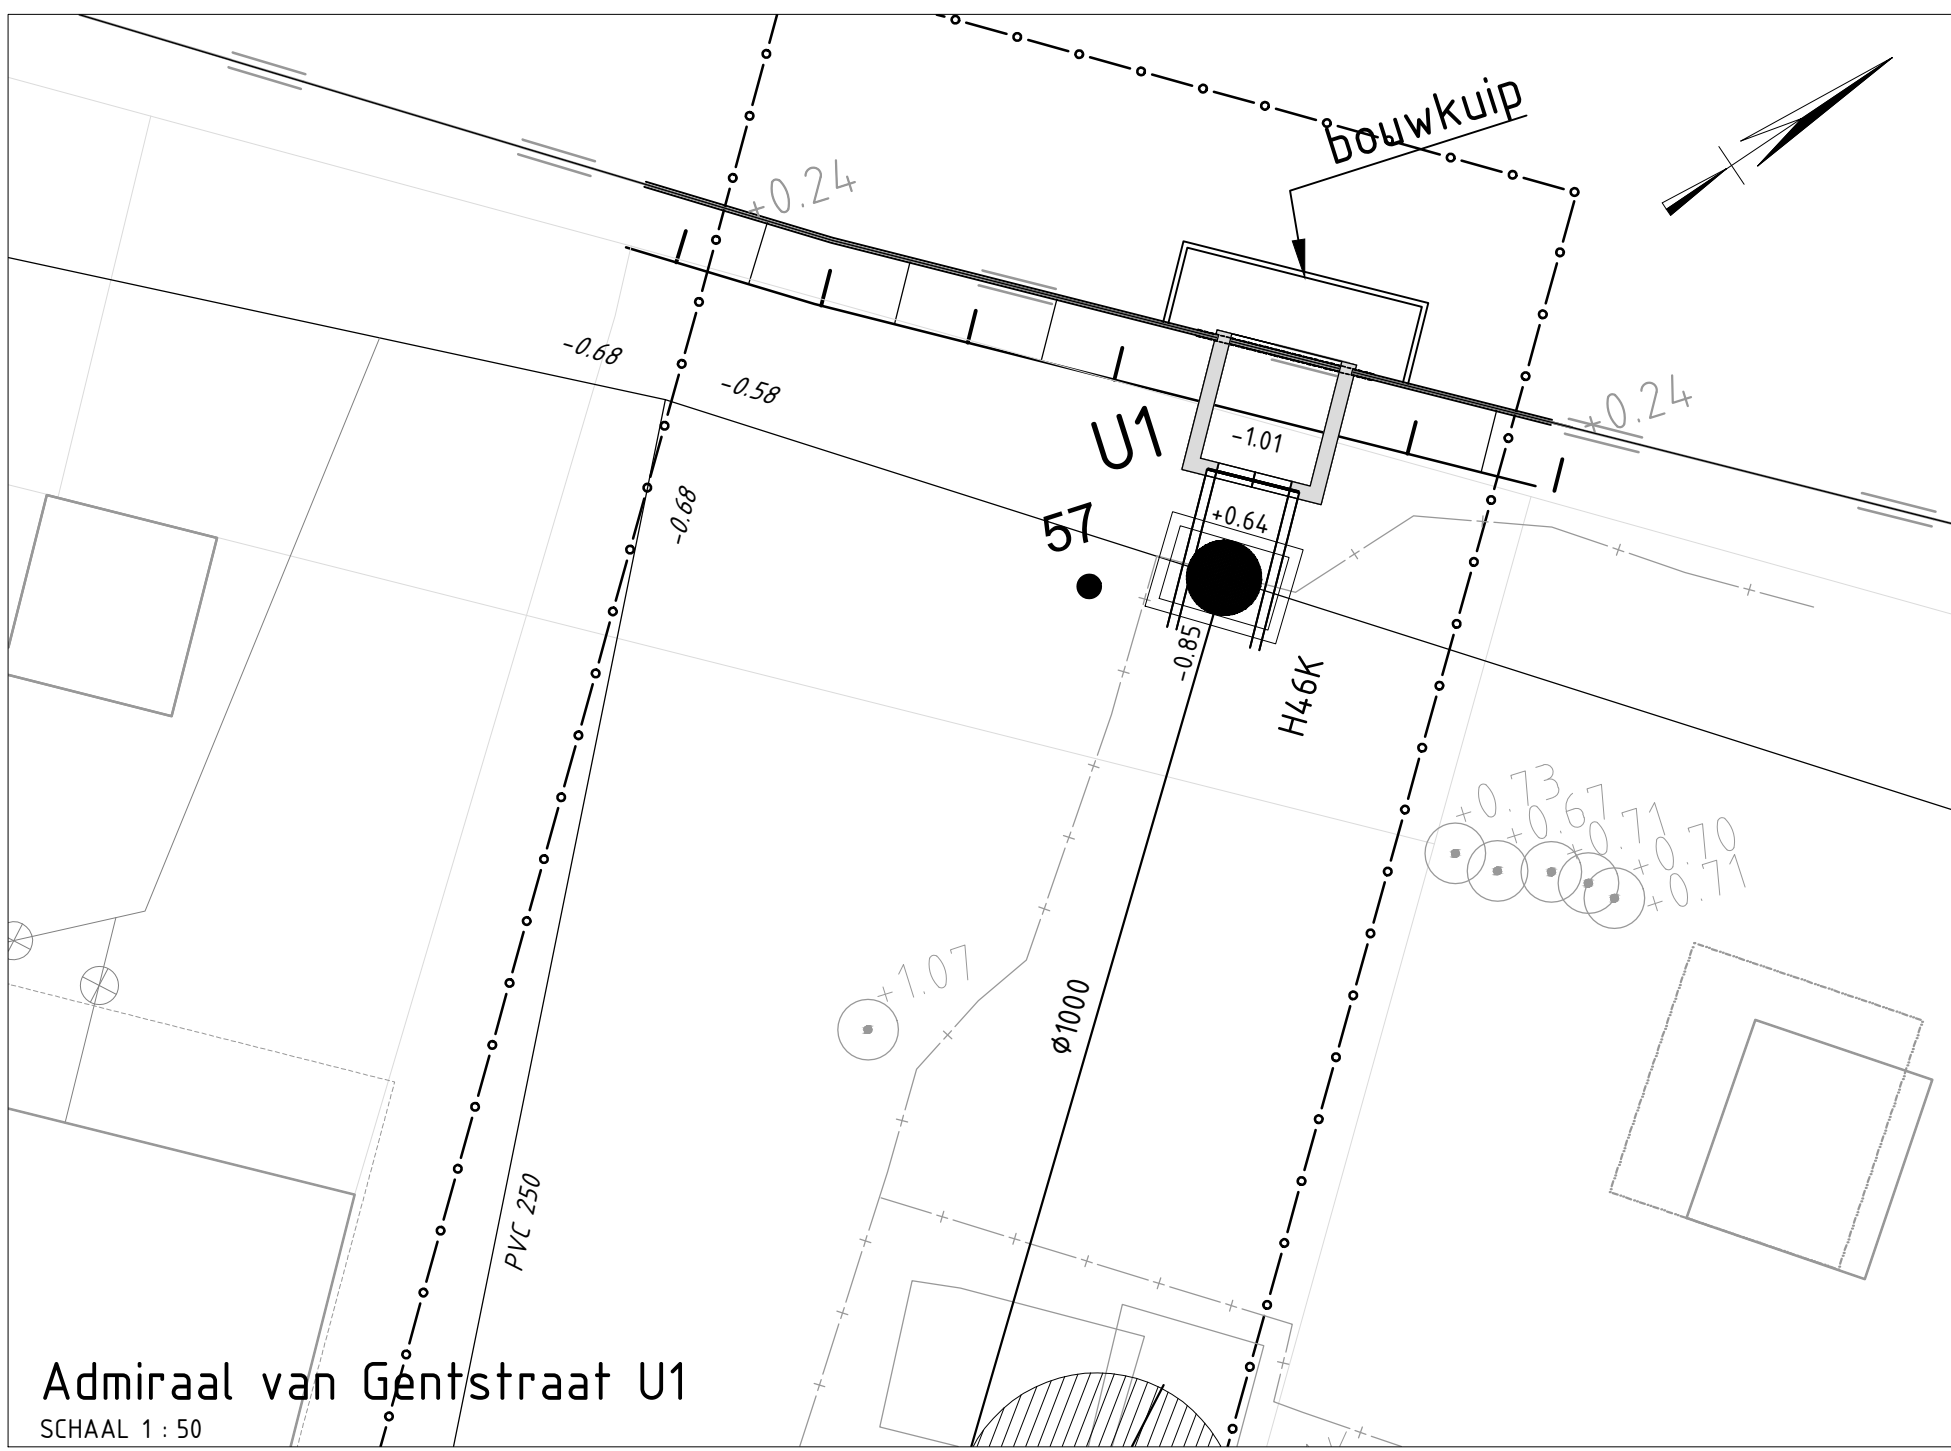 bouwkuip
+0.24
-0.68
-0.58
+0.24
U1
-1.01
-0.68
57
+0.64
-0.85
H46K
+0.73
+0.67
+0.71
+0.70
+0.71
+1.07
ϕ1000
PVC 250
Admiraal van Gentstraat U1
SCHAAL 1 : 50